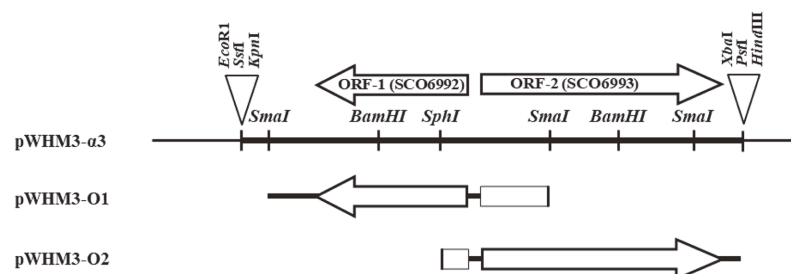 EcoR1
SstI
KpnI
XbaI
PstI
HindIII
ORF-1 (SCO6992)
ORF-2 (SCO6993)
SmaI BamHI SphI SmaI BamHI SmaI
pWHM3-α3
pWHM3-O1
pWHM3-O2